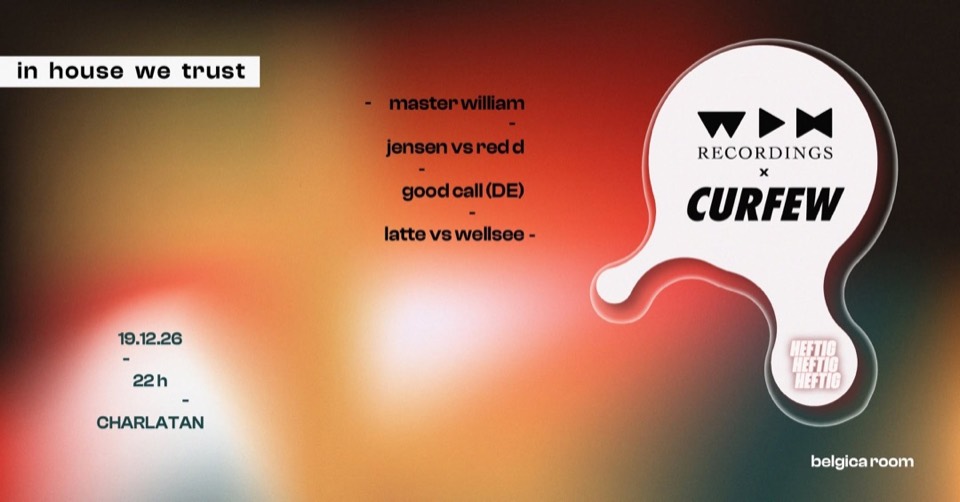 in house we trust
- master william
-
jensen vs red d
-
good call (DE)
-
latte vs wellsee -
RECORDINGS
x
CURFEW
HEFTIG
HEFTIG
HEFTIG
19.12.26
-
22 h
-
CHARLATAN
belgica room